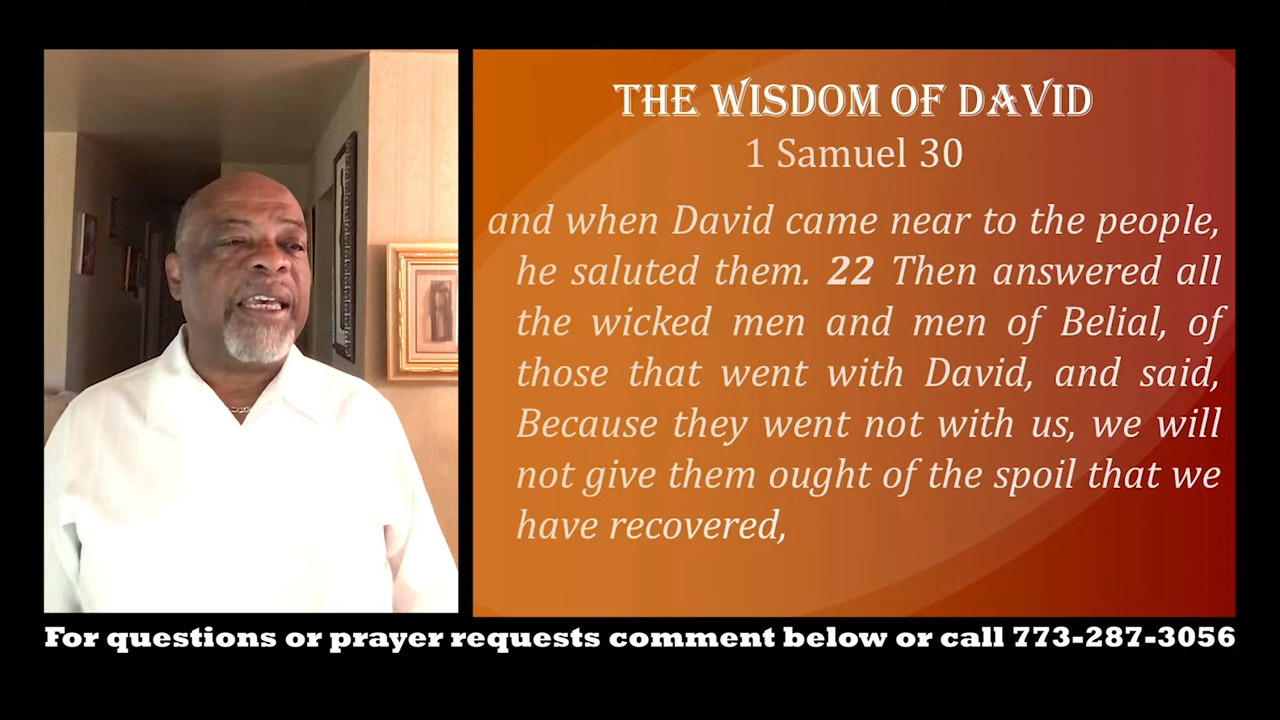 THE WISDOM OF DAVID
1 Samuel 30
and when David came near to the people,
he saluted them. 22 Then answered all
the wicked men and men of Belial, of
those that went with David, and said,
Because they went not with us, we will
not give them ought of the spoil that we
have recovered,
For questions or prayer requests comment below or call 773-287-3056